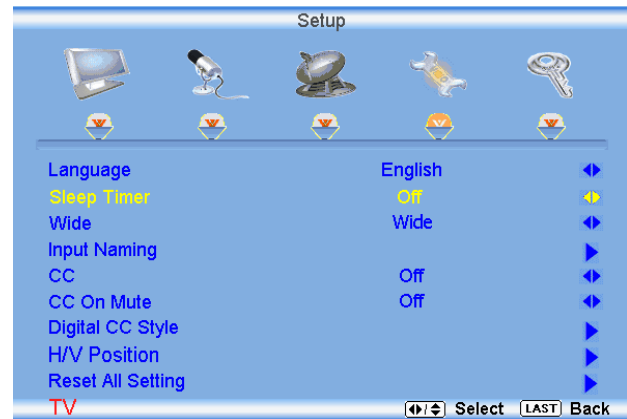 Setup
Language English
Sleep Timer Off
Wide Wide
Input Naming
CC Off
CC On Mute Off
Digital CC Style
H/V Position
Reset All Setting
TV Select LAST Back